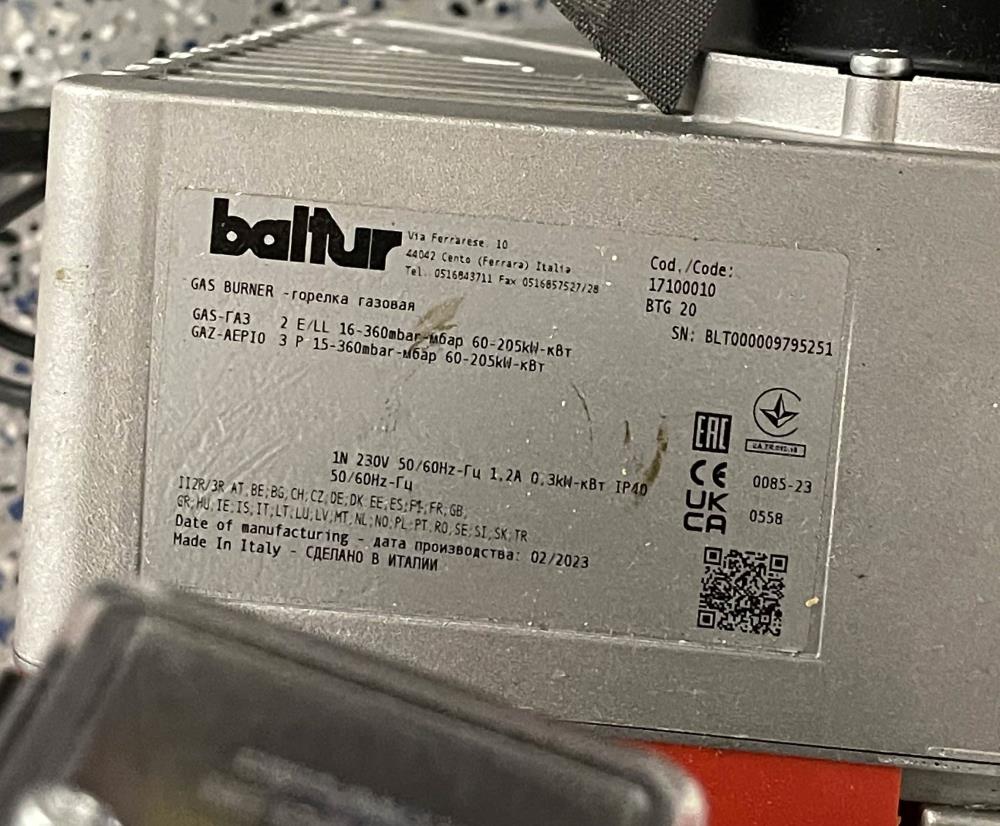 baltur
Via Ferrarese, 10
44042 Cento (Ferrara) Italia
Tel. 0516843711 Fax 0516857527/28
Cod./Code:
17100010
BTG 20
SN: BLT000009795251
GAS BURNER -горелка газовая
GAS-ГАЗ 2 E/LL 16-360mbar-мбар 60-205kW-кВт
GAZ-AEPIO 3 P 15-360mbar-мбар 60-205kW-кВт
1N 230V 50/60Hz-Гц 1,2A 0,3kW-кВт IP40
50/60Hz-Гц
II2R/3R AT,BE;BG,CH;CZ,DE;DK,EE;ES;FI;FR;GB,
GR;HU,IE;IS,IT;LT;LU;LV;MT,NL;NO;PL;PT,RO,SE;SI,SK;TR
Date of manufacturing - дата производства: 02/2023
Made In Italy - СДЕЛАНО В ИТАЛИИ
EAC
CE 0085-23
UK
CA 0558